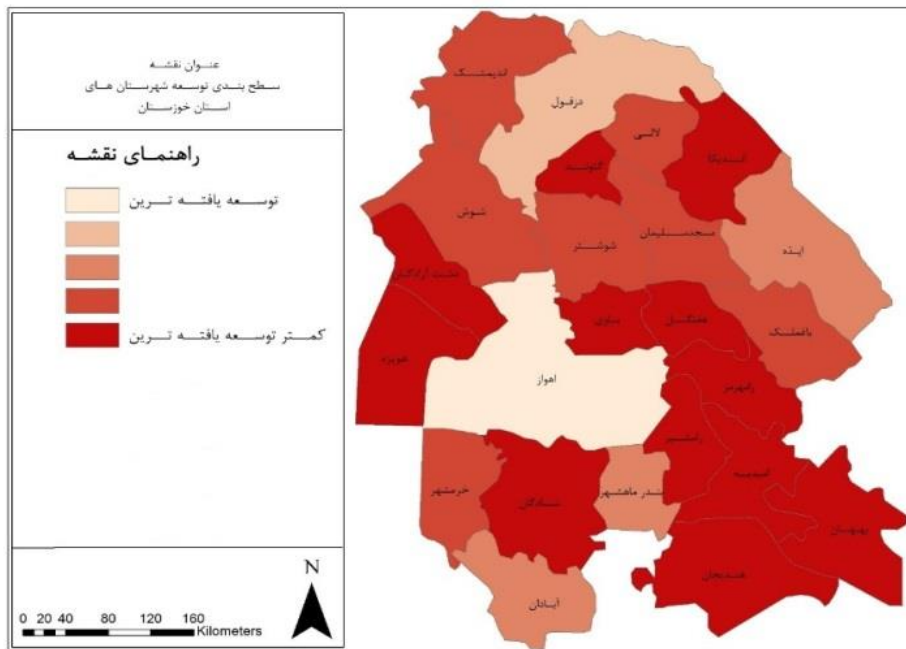 عنوان نقشه
سطح بندی توسعه شهرستان های
استان خوزستان
راهنمای نقشه
توسعه یافته ترین
کمتر توسعه یافته ترین
N
0 20 40 80 120 160
Kilometers
اندیمشک
دزفول
لالی
اندیکا
گتوند
شوش
شوشتر
مسجدسلیمان
ایذه
دشت آزادگان
باوی
هفتگل
باغملک
هویزه
اهواز
رامهرمز
رامشیر
امیدیه
خرمشهر
شادگان
بندر ماهشهر
بهبهان
هندیجان
آبادان